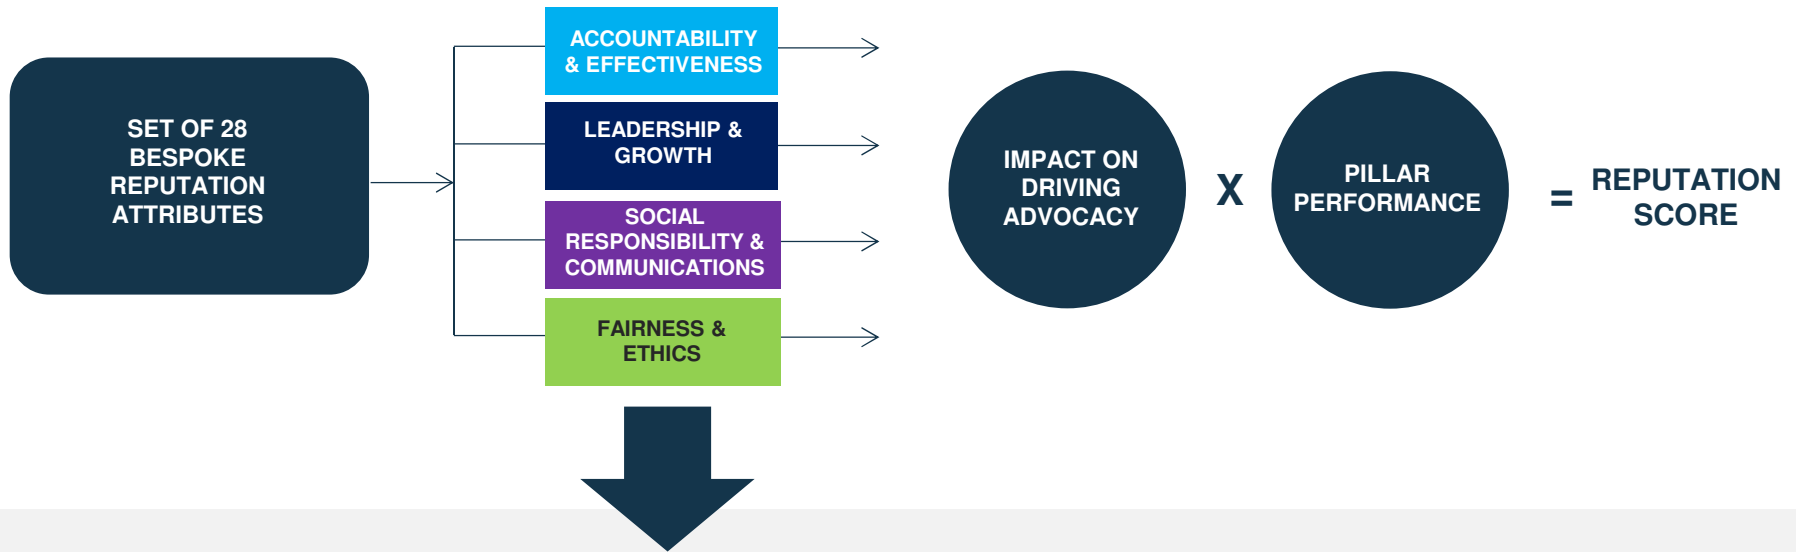 SET OF 28
BESPOKE
REPUTATION
ATTRIBUTES
ACCOUNTABILITY
& EFFECTIVENESS
LEADERSHIP &
GROWTH
SOCIAL
RESPONSIBILITY &
COMMUNICATIONS
FAIRNESS &
ETHICS
IMPACT ON
DRIVING
ADVOCACY
X
PILLAR
PERFORMANCE
=
REPUTATION
SCORE